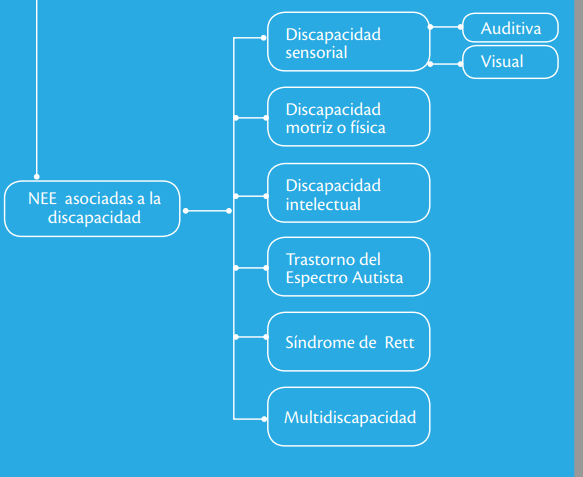 NEE asociadas a la
discapacidad
Discapacidad
sensorial
Auditiva
Visual
Discapacidad
motriz o física
Discapacidad
intelectual
Trastorno del
Espectro Autista
Síndrome de Rett
Multidiscapacidad